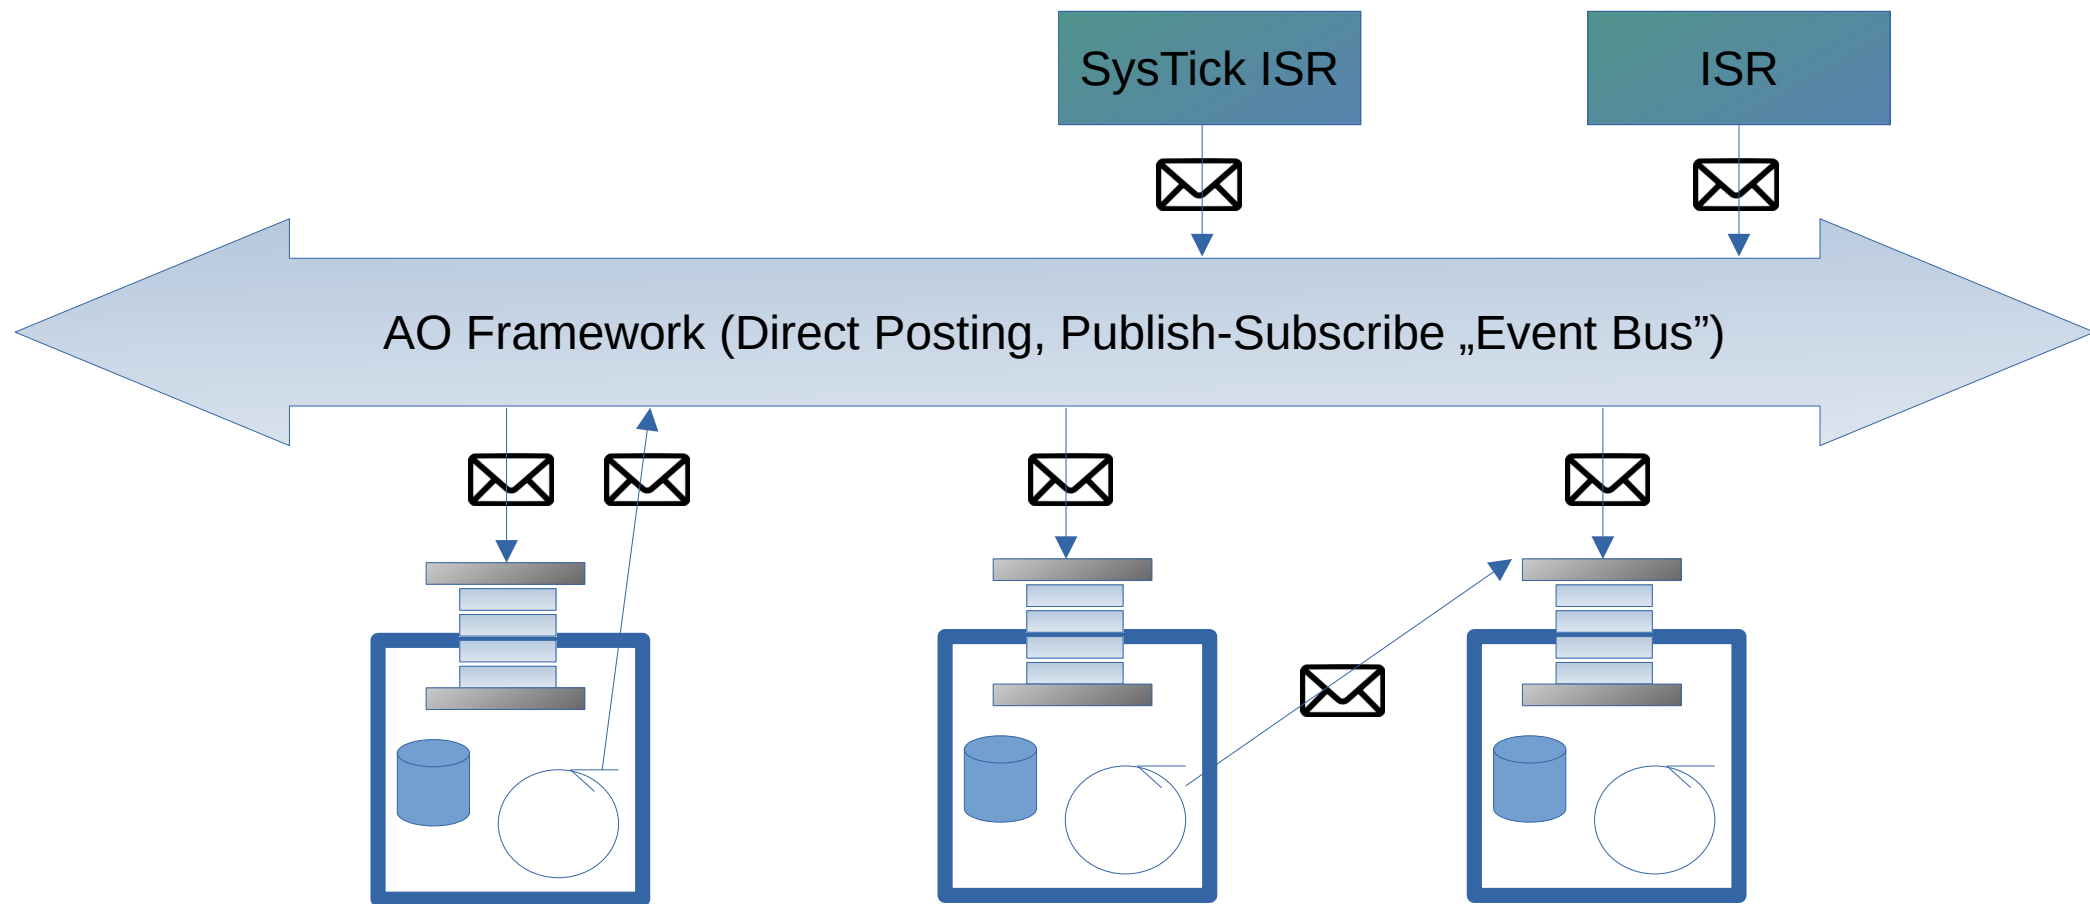 SysTick ISR
ISR
AO Framework (Direct Posting, Publish-Subscribe „Event Bus”)